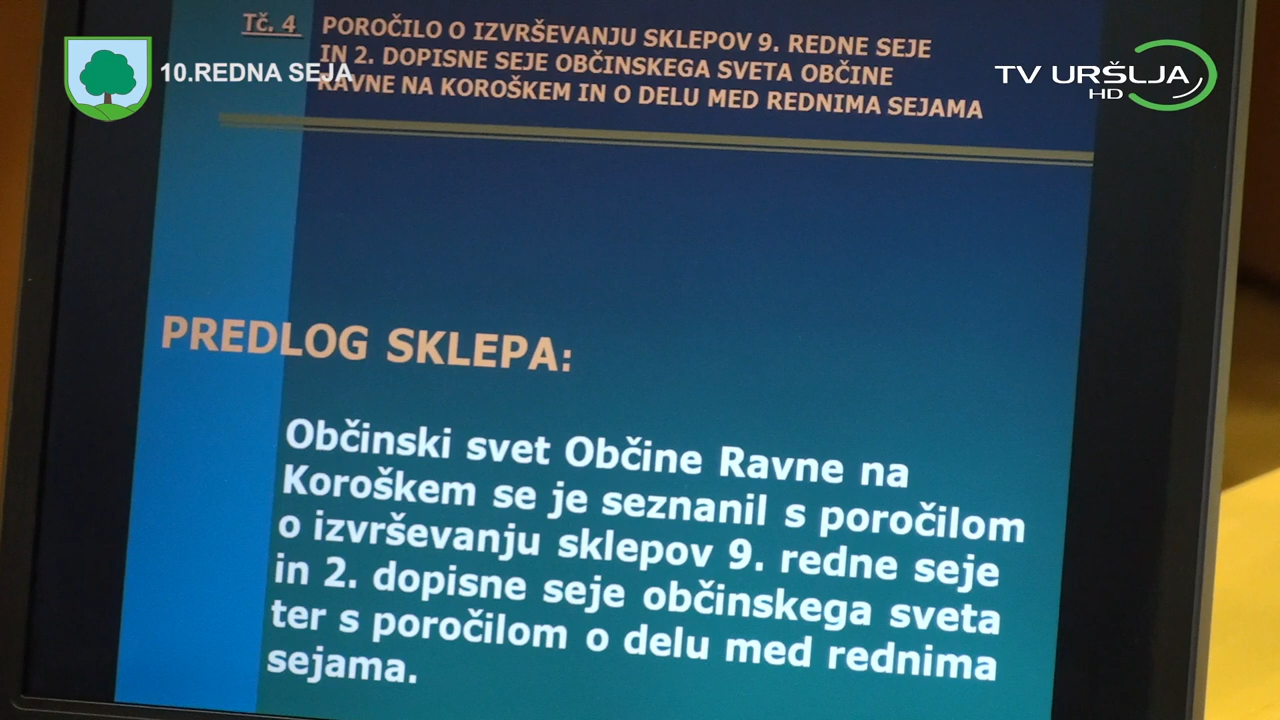 Tč. 4 POROČILO O IZVRŠEVANJU SKLEPOV 9. REDNE SEJE
IN 2. DOPISNE SEJE OBČINSKEGA SVETA OBČINE
RAVNE NA KOROŠKEM IN O DELU MED REDNIMA SEJAMA
10.REDNA SEJA
TV URŠLJA
HD
PREDLOG SKLEPA:
Občinski svet Občine Ravne na
Koroškem se je seznanil s poročilom
o izvrševanju sklepov 9. redne seje
in 2. dopisne seje občinskega sveta
ter s poročilom o delu med rednima
sejama.